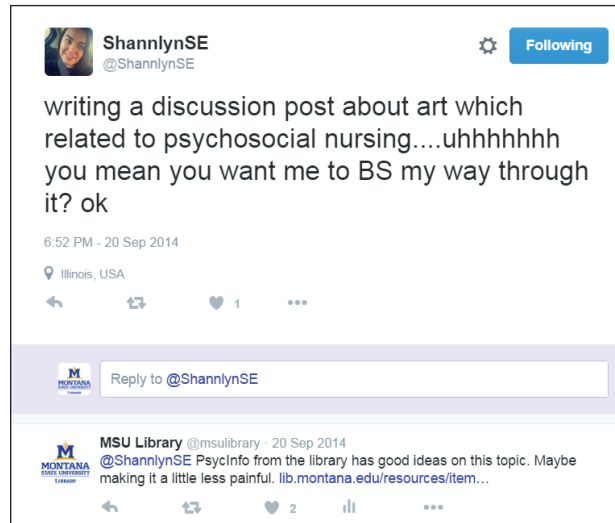 ShannlynSE
@ShannlynSE
Following
writing a discussion post about art which
related to psychosocial nursing....uhhhhhhh
you mean you want me to BS my way through
it? ok
6:52 PM - 20 Sep 2014
Illinois, USA
1
M
MONTANA
STATE UNIVERSITY
LIBRARY
Reply to @ShannlynSE
M
MONTANA
STATE UNIVERSITY
LIBRARY
MSU Library @msulibrary · 20 Sep 2014
@ShannlynSE PsycInfo from the library has good ideas on this topic. Maybe
making it a little less painful. lib.montana.edu/resources/item…
2